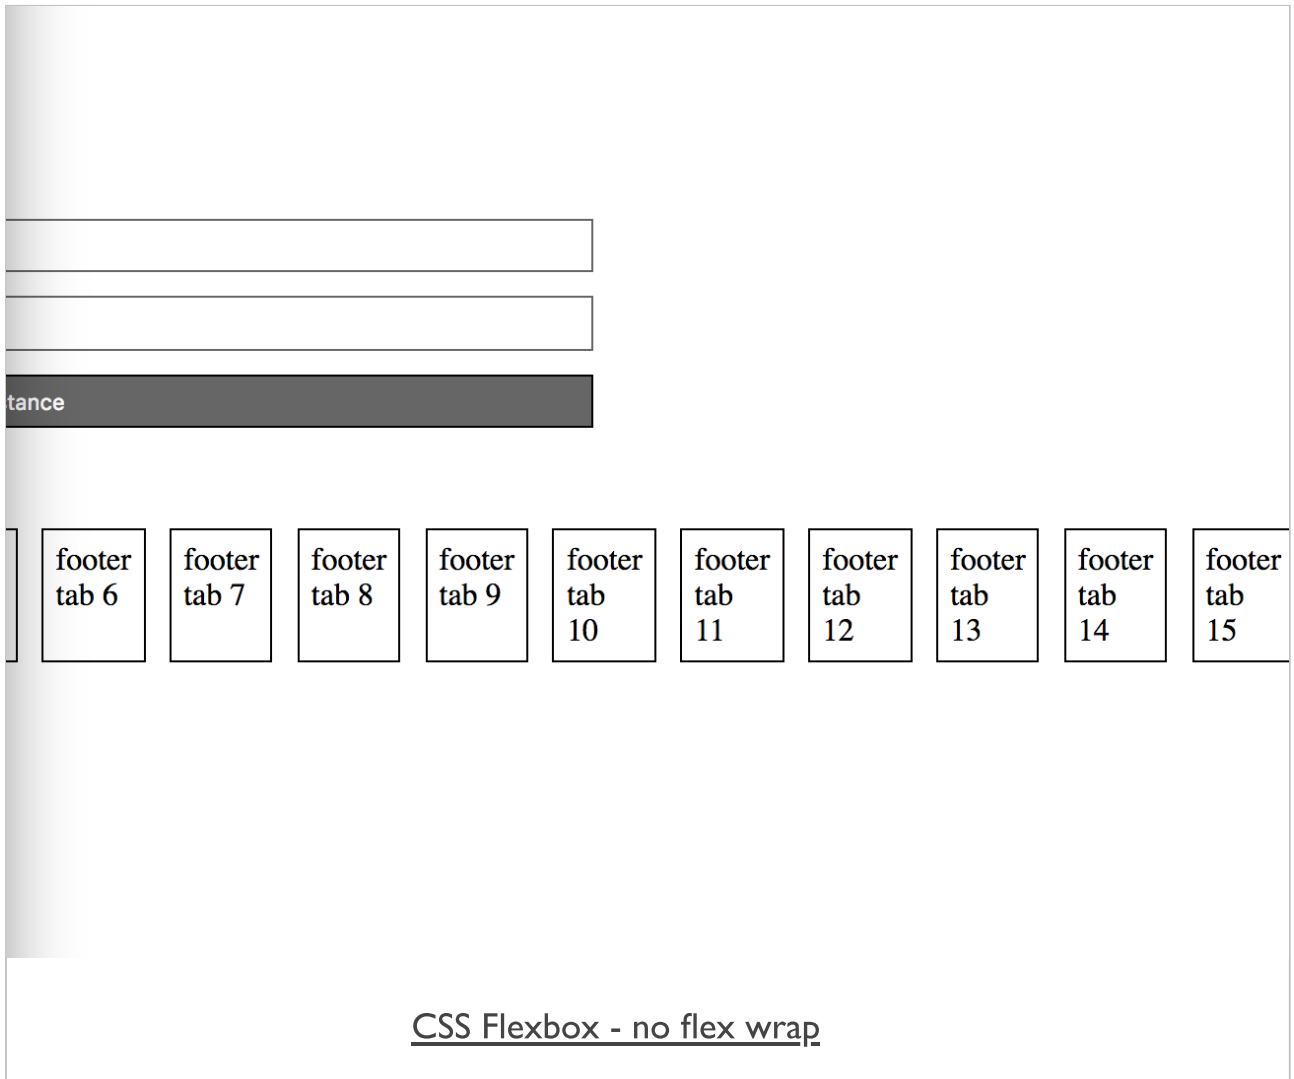 tance
footer
tab 6
footer
tab 7
footer
tab 8
footer
tab 9
footer
tab
10
footer
tab
11
footer
tab
12
footer
tab
13
footer
tab
14
footer
tab
15
CSS Flexbox - no flex wrap